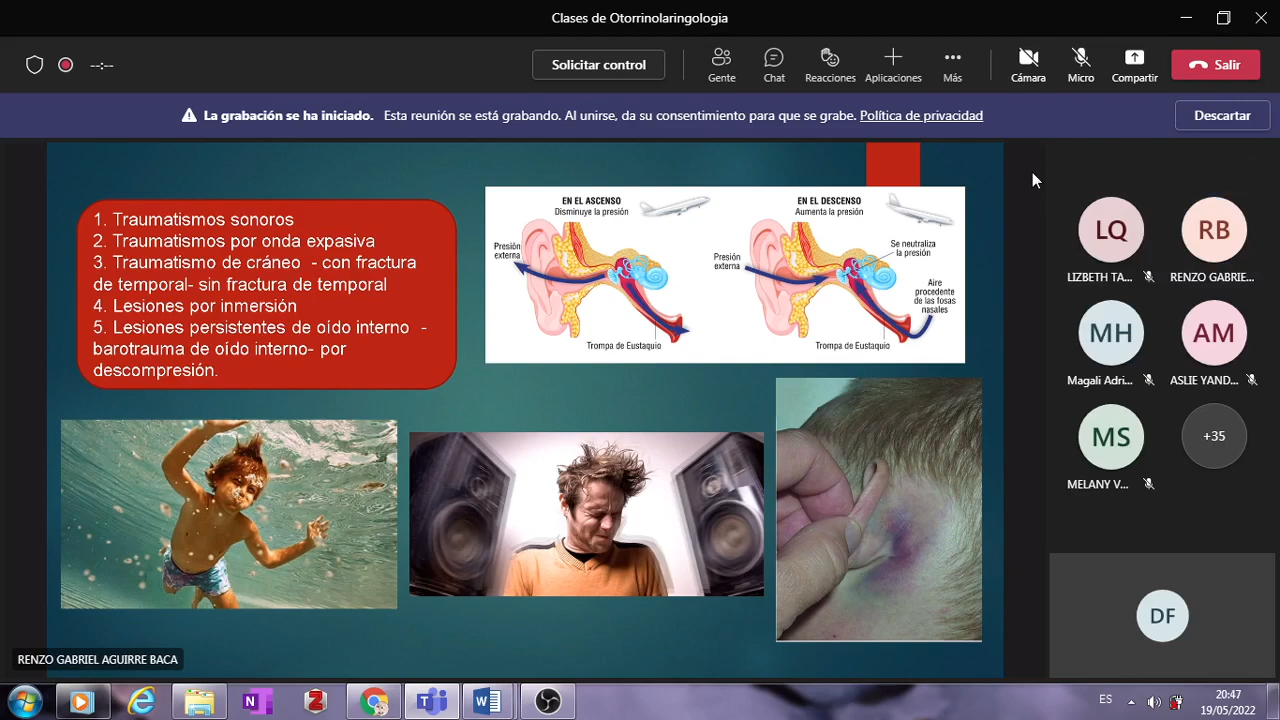 Clases de Otorrinolaringologia
--:--
Solicitar control
Gente
Chat
Reacciones
Aplicaciones
Más
Cámara
Micro
Compartir
Salir
La grabación se ha iniciado. Esta reunión se está grabando. Al unirse, da su consentimiento para que se grabe. Política de privacidad
Descartar
1. Traumatismos sonoros
2. Traumatismos por onda expasiva
3. Traumatismo de cráneo - con fractura
de temporal- sin fractura de temporal
4. Lesiones por inmersión
5. Lesiones persistentes de oído interno -
barotrauma de oído interno- por
descompresión.
EN EL ASCENSO
Disminuye la presión
Presión
externa
Trompa de Eustaquio
EN EL DESCENSO
Aumenta la presión
Presión
externa
Se neutraliza
la presión
Aire
procedente
de las fosas
nasales
Trompa de Eustaquio
LQ
LIZBETH TA...
RB
RENZO GABRIE...
MH
Magali Adri...
AM
ASLIE YAND...
MS
MELANY V...
+35
DF
RENZO GABRIEL AGUIRRE BACA
N
Z
W
ES
20:47
19/05/2022